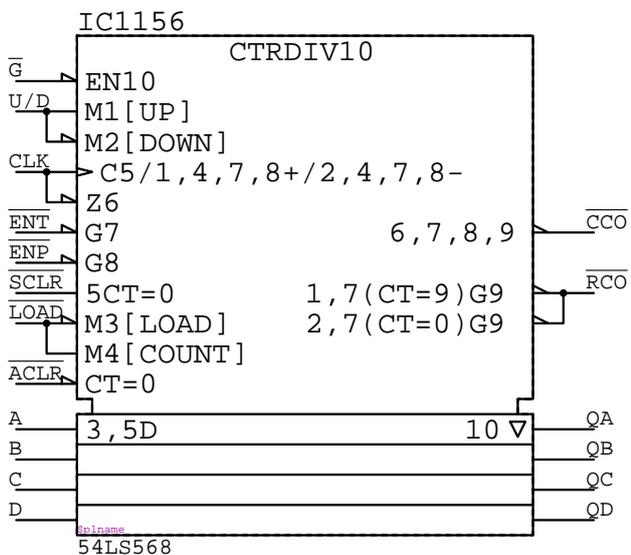 IC1156
CTRDIV10
G EN10
U/D M1[UP]
M2[DOWN]
CLK C5/1,4,7,8+/2,4,7,8-
Z6
ENT G7 6,7,8,9 CCO
ENP G8
SCLR 5CT=0 1,7(CT=9)G9 RCO
LOAD M3[LOAD] 2,7(CT=0)G9
M4[COUNT]
ACLR CT=0
A 3,5D 10 ▽ QA
B QB
C QC
D QD
$plname
54LS568